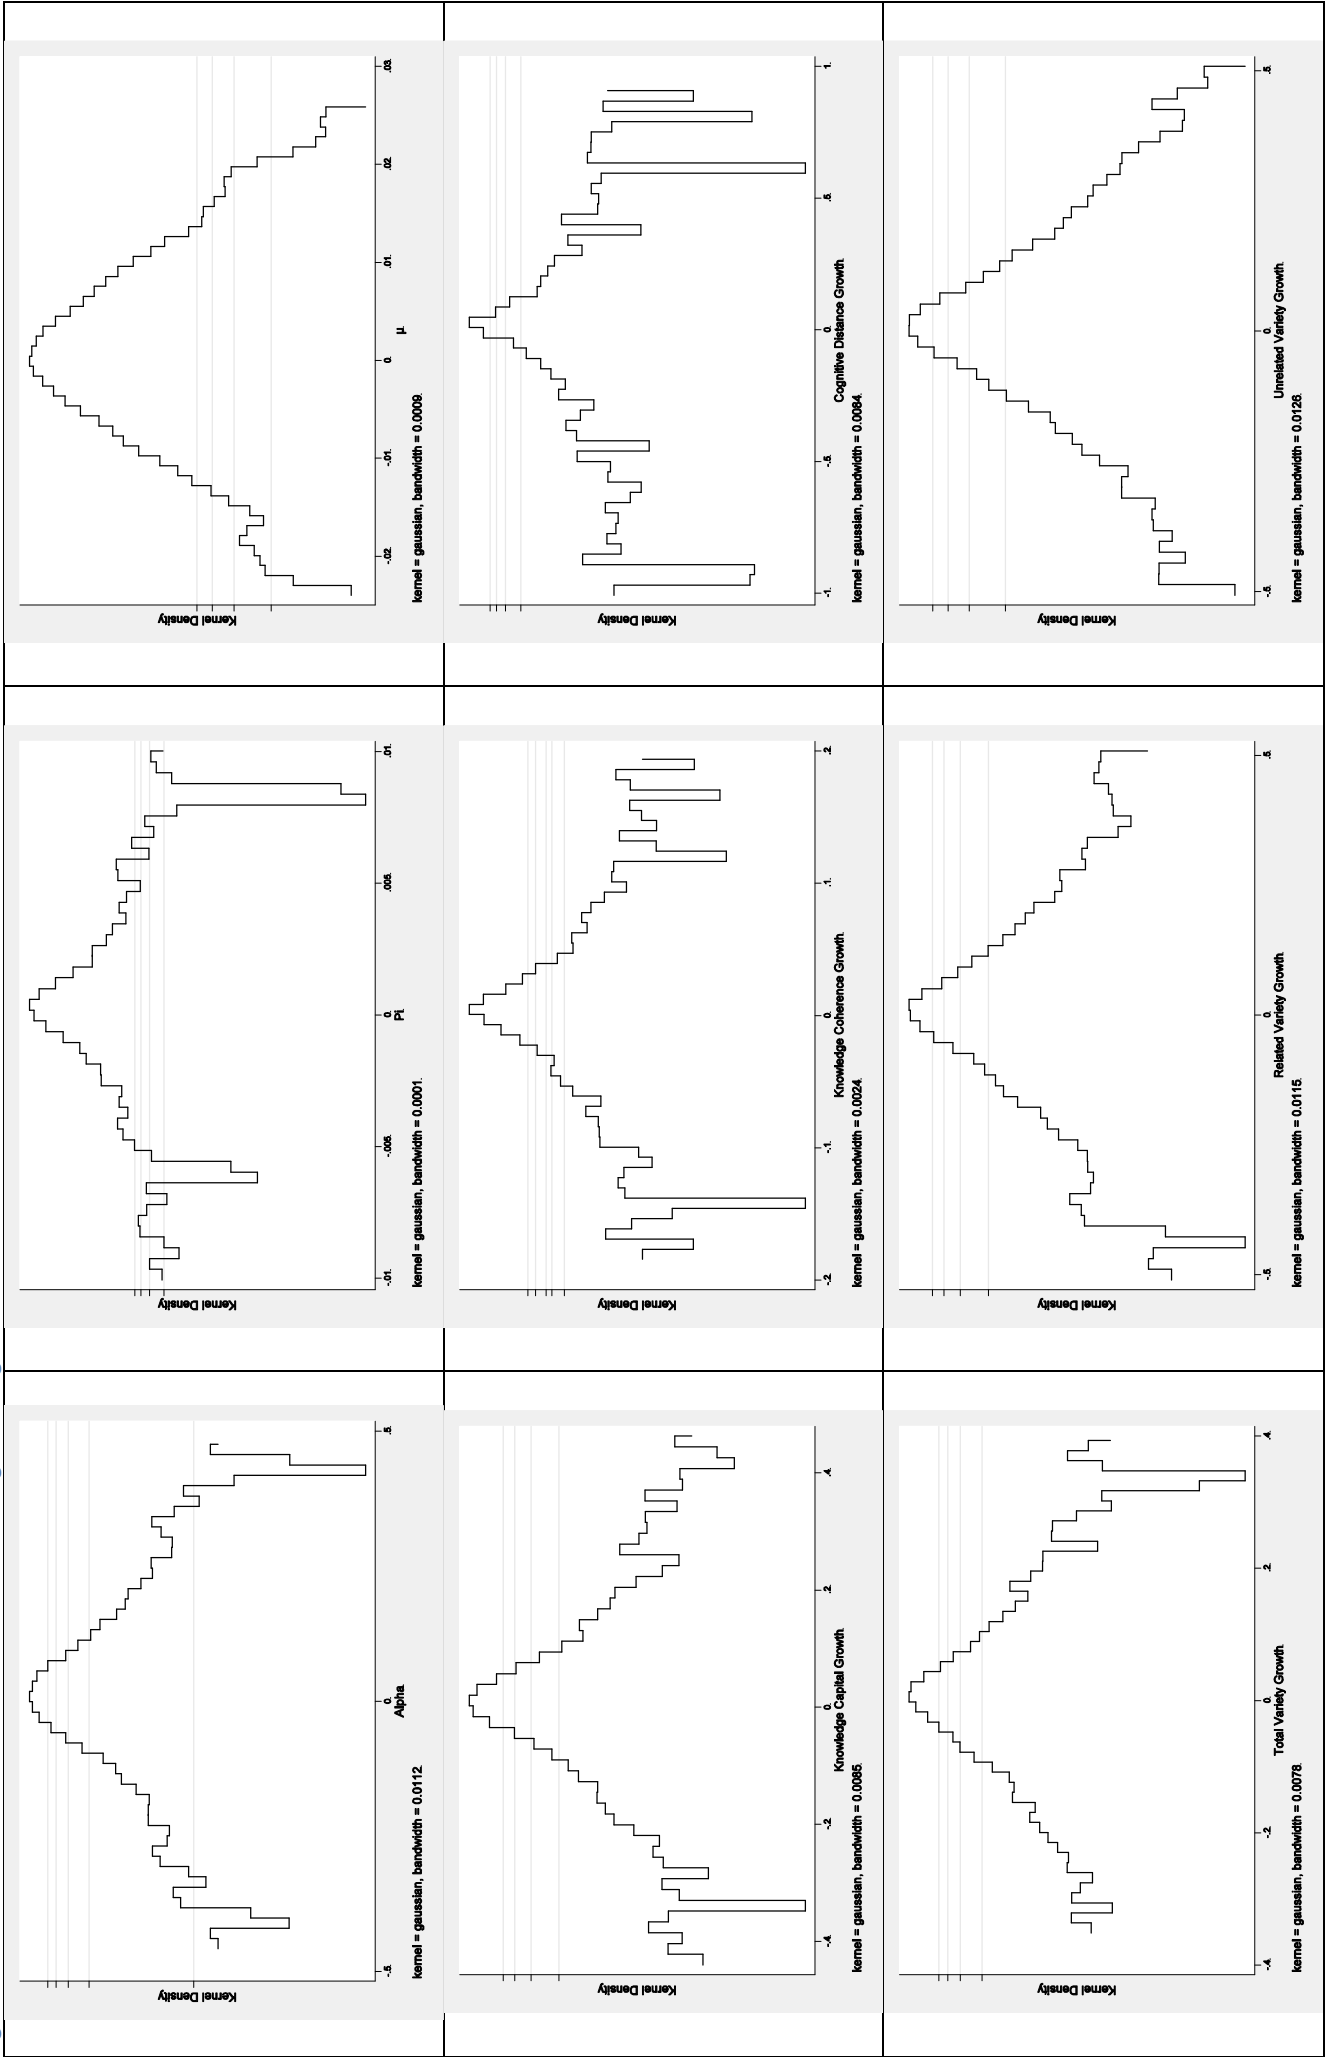 Kernel Density
-.5. 0. .5.
Alpha.
kernel = gaussian, bandwidth = 0.0112.
Kernel Density
-.01. -.005. 0. .005. .01.
Pi.
kernel = gaussian, bandwidth = 0.0001.
Kernel Density
-.02. -.01. 0. .01. .02. .03.
μ.
kernel = gaussian, bandwidth = 0.0009.
Kernel Density
-.4. -.2. 0. .2. .4.
Knowledge Capital Growth.
kernel = gaussian, bandwidth = 0.0085.
Kernel Density
-.2. -.1. 0. .1. .2.
Knowledge Coherence Growth.
kernel = gaussian, bandwidth = 0.0024.
Kernel Density
-1. -.5. 0. .5. 1.
Cognitive Distance Growth.
kernel = gaussian, bandwidth = 0.0084.
Kernel Density
-.4. -.2. 0. .2. .4.
Total Variety Growth.
kernel = gaussian, bandwidth = 0.0078.
Kernel Density
-.5. 0. .5.
Related Variety Growth.
kernel = gaussian, bandwidth = 0.0115.
Kernel Density
-.5. 0. .5.
Unrelated Variety Growth.
kernel = gaussian, bandwidth = 0.0126.